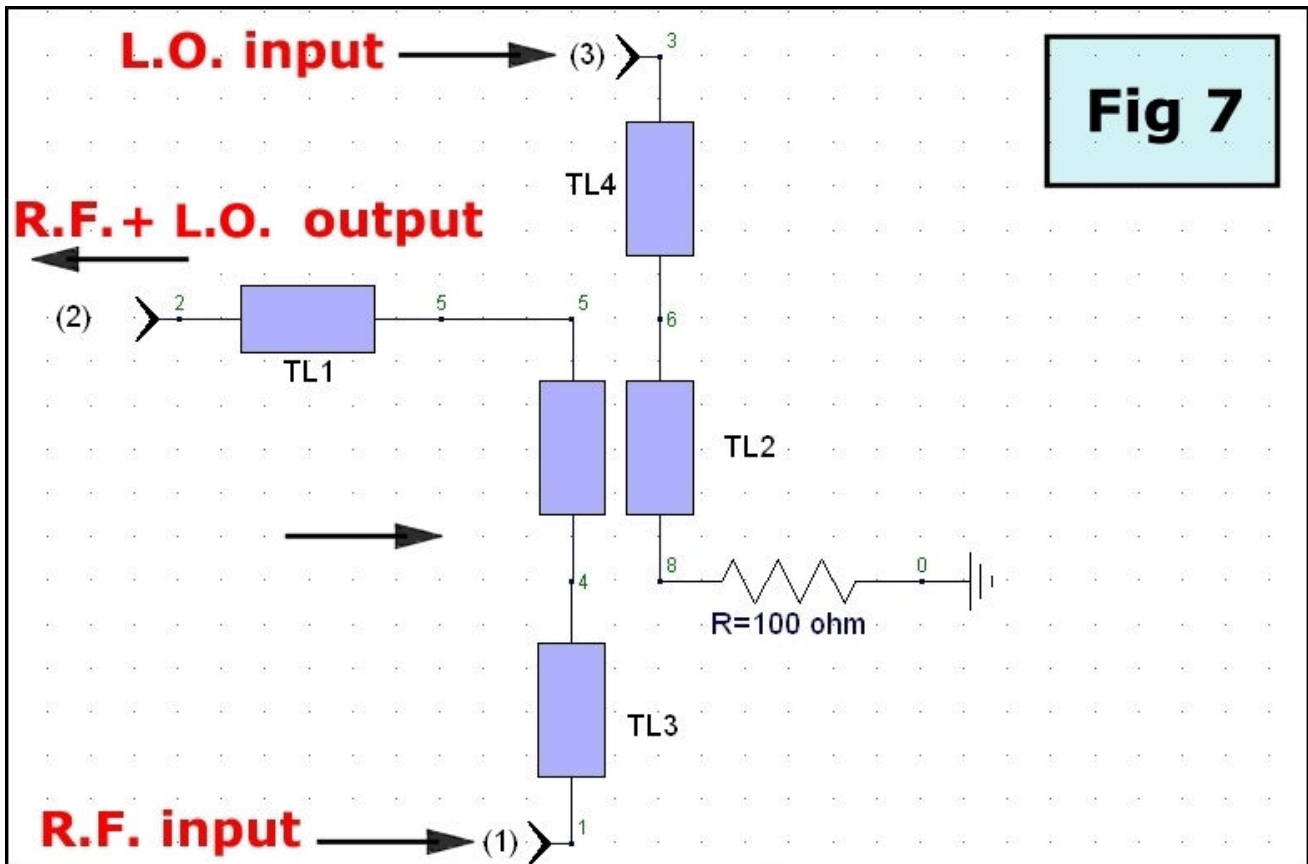 L.O. input
(3)
3
Fig 7
TL4
R.F. + L.O. output
(2)
2
5
5
6
TL1
TL2
4
8
0
R=100 ohm
TL3
R.F. input
(1)
1